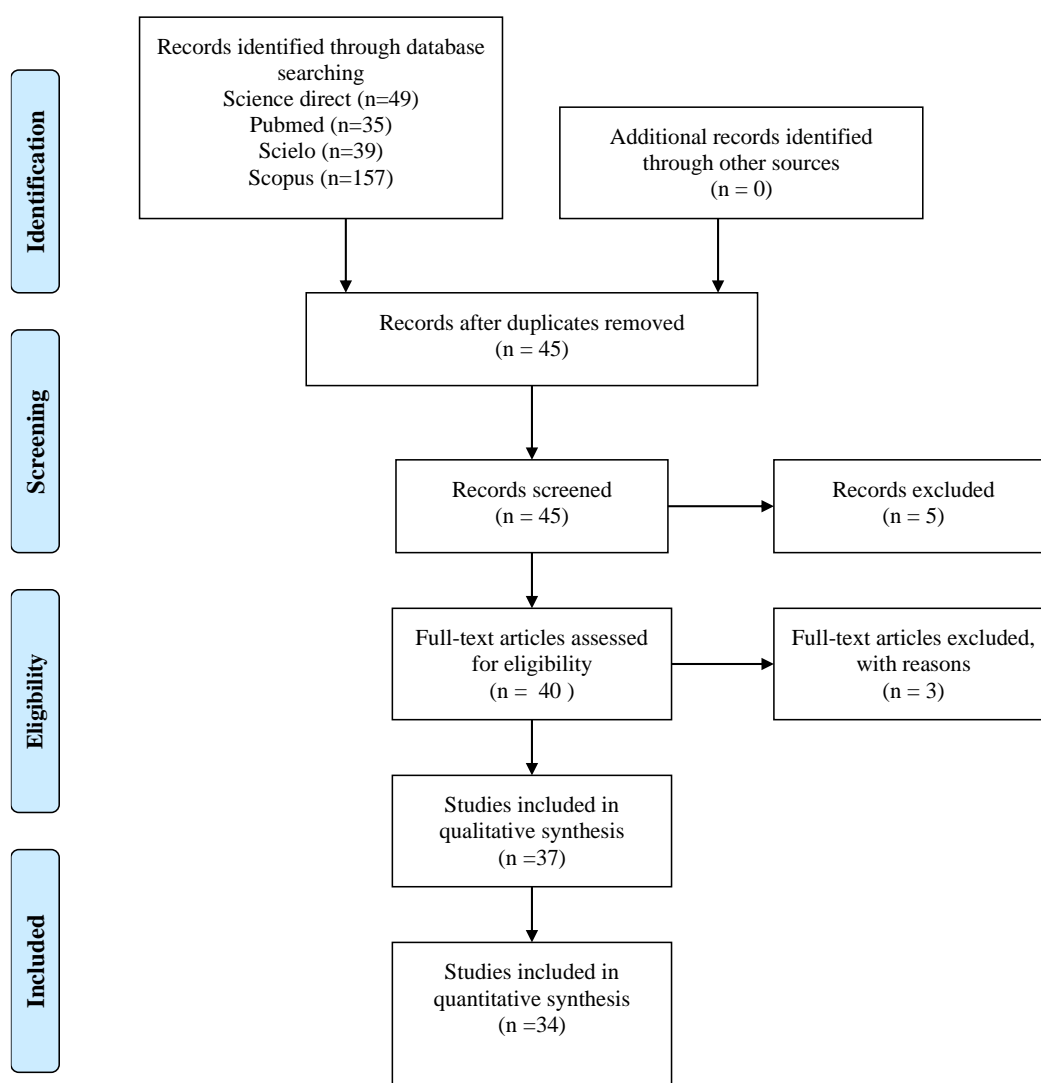 Identification
Records identified through database
searching
Science direct (n=49)
Pubmed (n=35)
Scielo (n=39)
Scopus (n=157)
Additional records identified
through other sources
(n = 0)
Screening
Records after duplicates removed
(n = 45)
Records screened
(n = 45)
Records excluded
(n = 5)
Eligibility
Full-text articles assessed
for eligibility
(n =  40 )
Full-text articles excluded,
with reasons
(n = 3)
Studies included in
qualitative synthesis
(n =37)
Included
Studies included in
quantitative synthesis
(n =34)